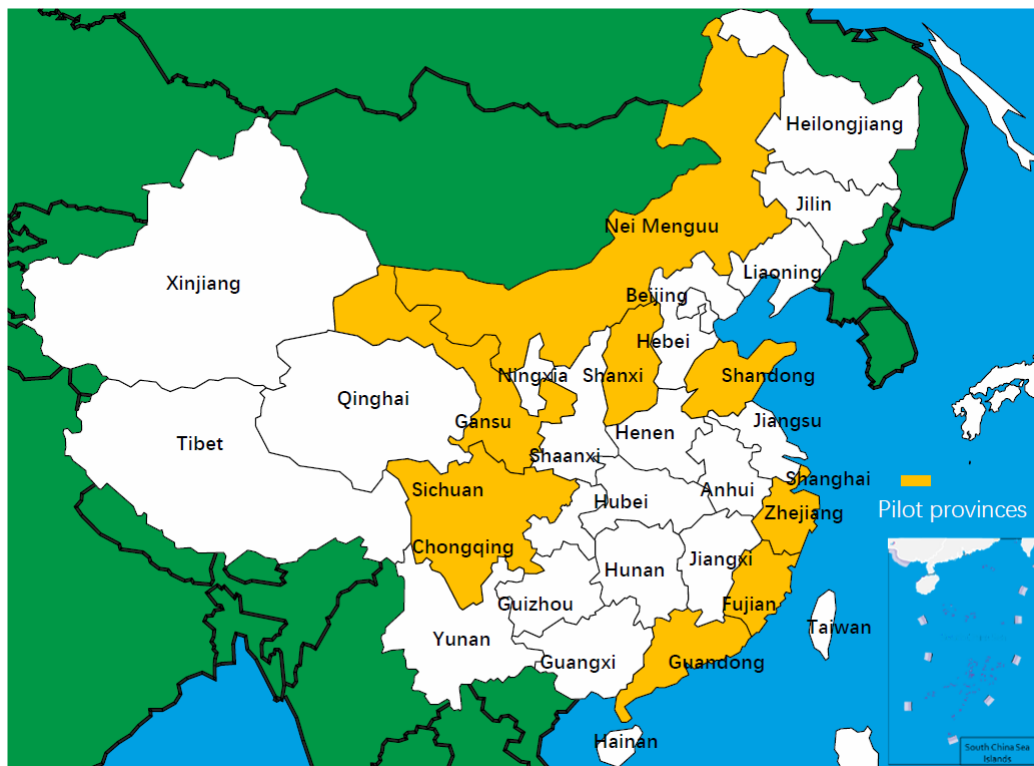 Heilongjiang
Jilin
Nei Menguu
Liaoning
Xinjiang
Beijing
Hebei
Ningxia
Shanxi
Shandong
Qinghai
Gansu
Jiangsu
Henen
Tibet
Shaanxi
Shanghai
Sichuan
Anhui
Hubei
Pilot provinces
Zhejiang
Chongqing
Jiangxi
Hunan
Guizhou
Fujian
Taiwan
Yunan
Guangxi
Guandong
Hainan
South China Sea
Islands